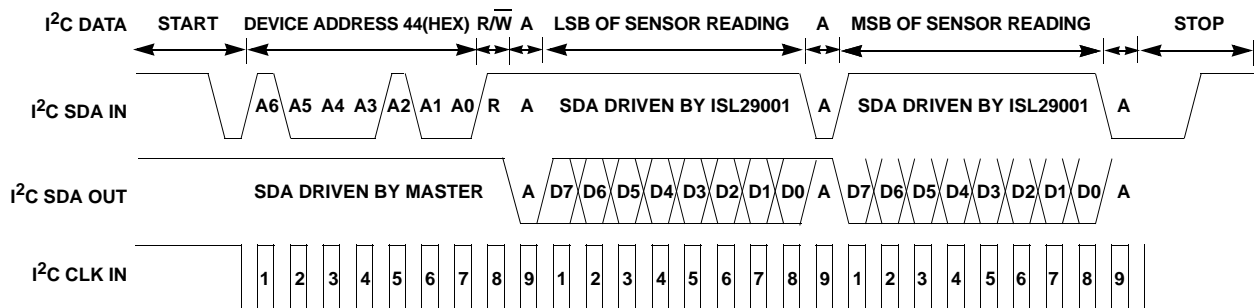 I²C DATA START DEVICE ADDRESS 44(HEX) R/W̅ A LSB OF SENSOR READING A MSB OF SENSOR READING STOP
I²C SDA IN A6 A5 A4 A3 A2 A1 A0 R A SDA DRIVEN BY ISL29001 A SDA DRIVEN BY ISL29001 A
I²C SDA OUT SDA DRIVEN BY MASTER A D7 D6 D5 D4 D3 D2 D1 D0 A D7 D6 D5 D4 D3 D2 D1 D0 A
I²C CLK IN 1 2 3 4 5 6 7 8 9 1 2 3 4 5 6 7 8 9 1 2 3 4 5 6 7 8 9